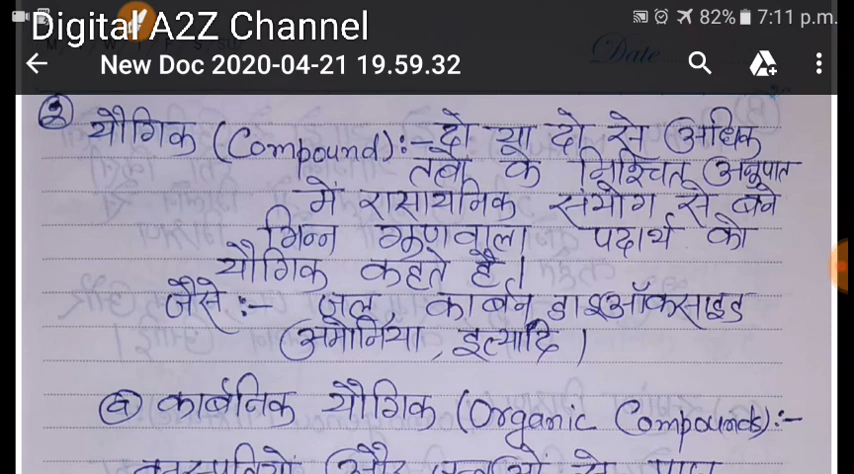 Digital A2Z Channel
82% 7:11 p.m.
Date
New Doc 2020-04-21 19.59.32
② यौगिक (Compound):- दो या दो से अधिक
तत्वों के निश्चित अनुपात
में रासायनिक संयोग से बने
भिन्न गुणवाला पदार्थ को
यौगिक कहते हैं।
जैसे :- जल, कार्बन डाइऑक्साइड
अमोनिया, इत्यादि।
कार्बनिक यौगिक (Organic Compounds):-